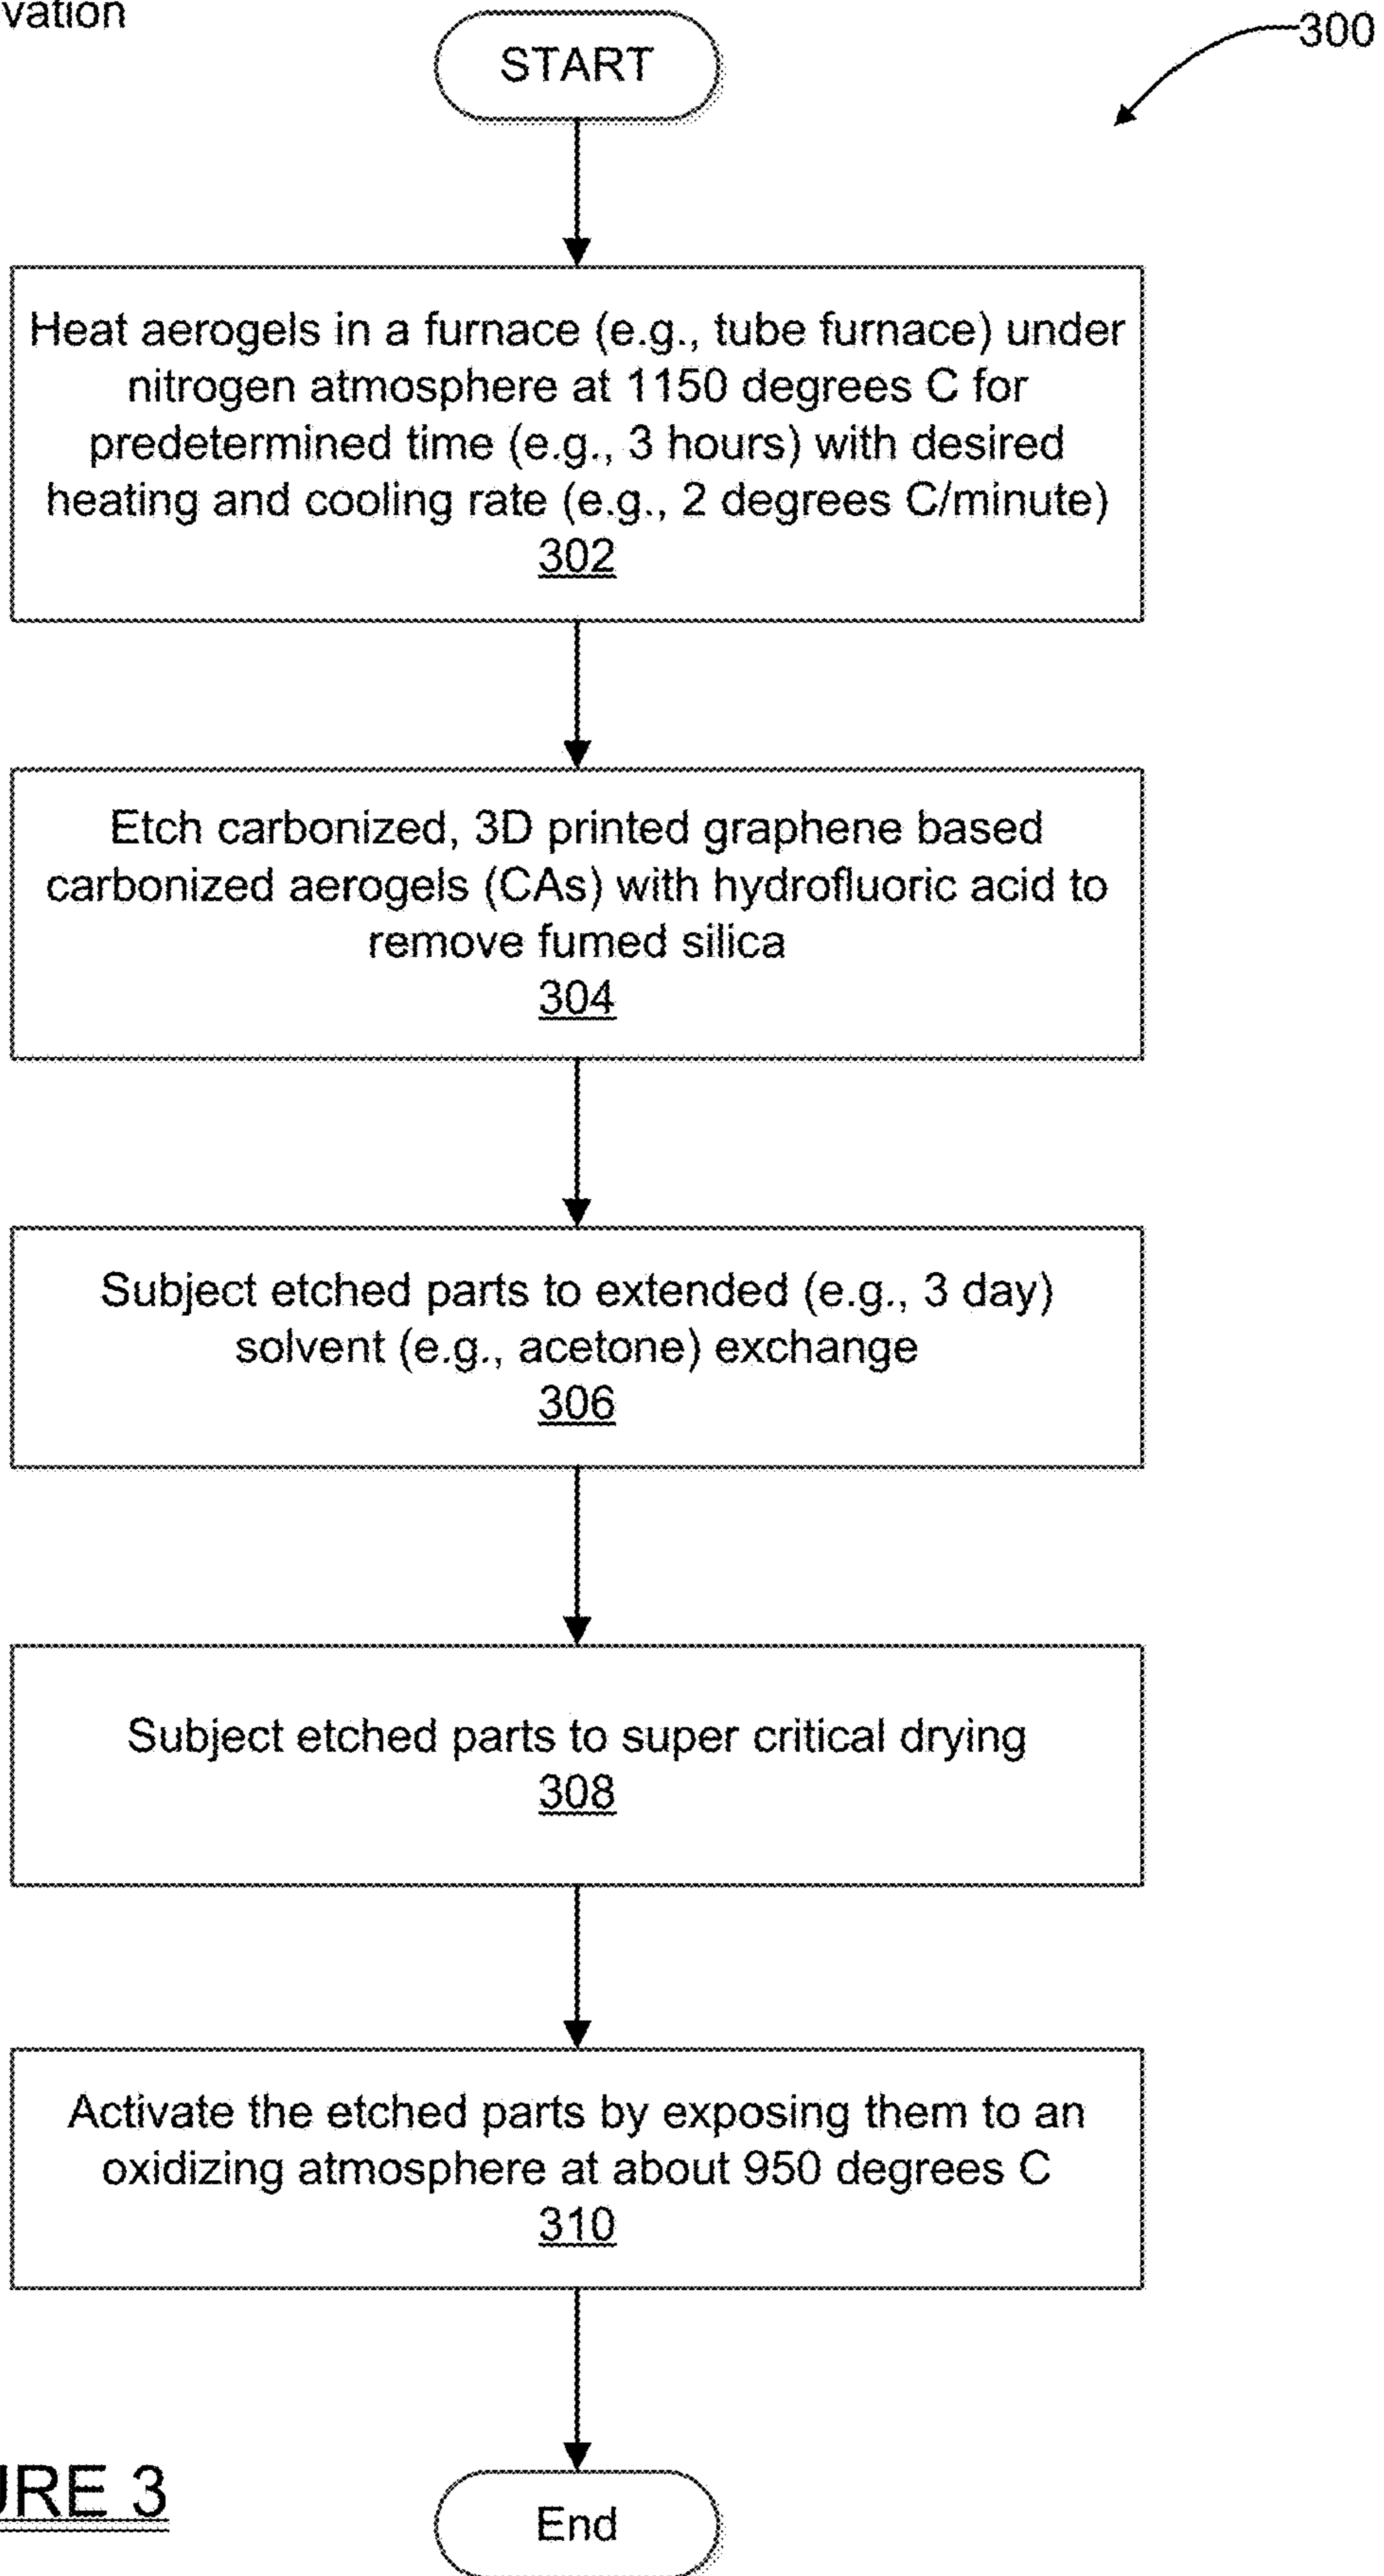 vation
300
START
Heat aerogels in a furnace (e.g., tube furnace) under
nitrogen atmosphere at 1150 degrees C for
predetermined time (e.g., 3 hours) with desired
heating and cooling rate (e.g., 2 degrees C/minute)
302
Etch carbonized, 3D printed graphene based
carbonized aerogels (CAs) with hydrofluoric acid to
remove fumed silica
304
Subject etched parts to extended (e.g., 3 day)
solvent (e.g., acetone) exchange
306
Subject etched parts to super critical drying
308
Activate the etched parts by exposing them to an
oxidizing atmosphere at about 950 degrees C
310
URE 3
End